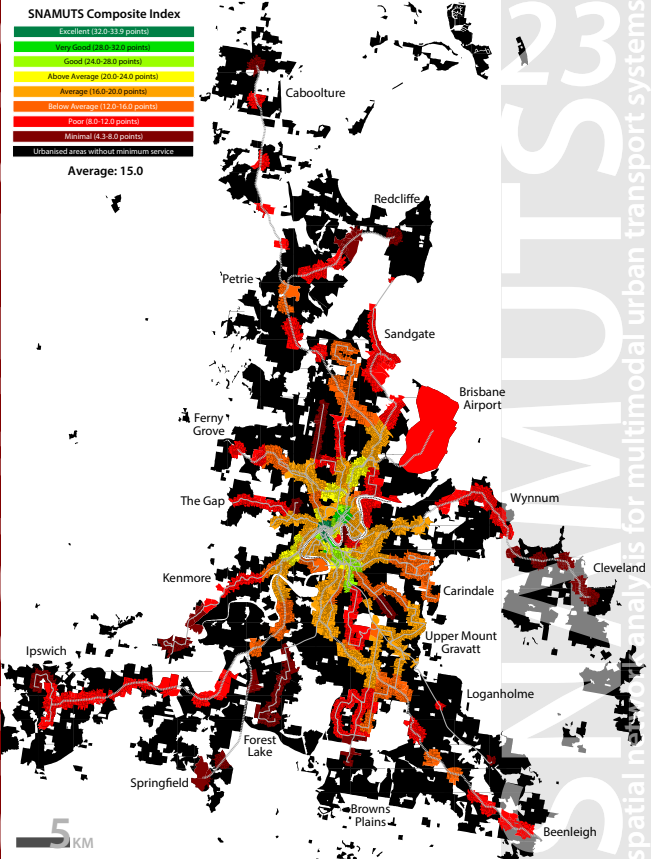 SNAMUTS Composite Index
Excellent (32.0-33.9 points)
Very Good (28.0-32.0 points)
Good (24.0-28.0 points)
Above Average (20.0-24.0 points)
Average (16.0-20.0 points)
Below Average (12.0-16.0 points)
Poor (8.0-12.0 points)
Minimal (4.3-8.0 points)
Urbanised areas without minimum service
Average: 15.0
Caboolture
Redcliffe
Petrie
Sandgate
Brisbane
Airport
Ferny
Grove
The Gap
Wynnum
Kenmore
Cleveland
Carindale
Ipswich
Upper Mount
Gravatt
Loganholme
Forest
Lake
Springfield
Browns
Plains
Beenleigh
5 KM
SNAMUTS23
spatial network analysis for multimodal urban transport systems